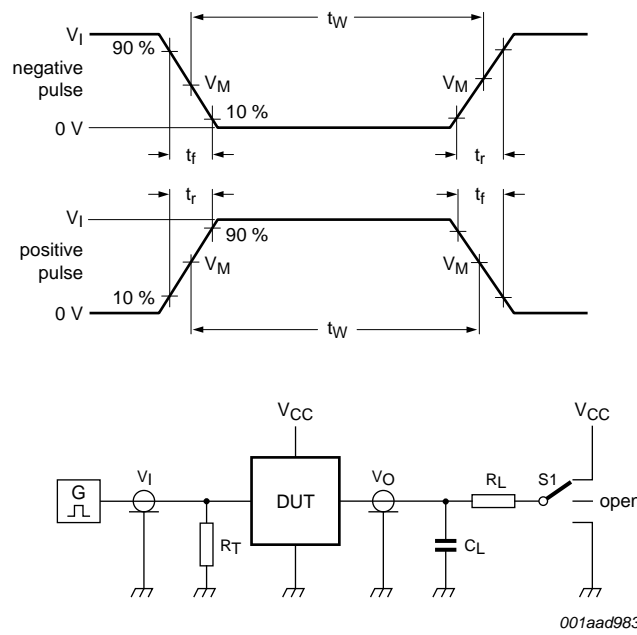 V_I
t_W
90 %
negative
pulse
V_M
V_M
10 %
0 V
t_f
t_r
t_r
t_f
V_I
90 %
positive
pulse
V_M
V_M
10 %
0 V
t_W
V_CC
V_CC
V_I
V_O
R_L
S1
G
DUT
open
R_T
C_L
001aad983